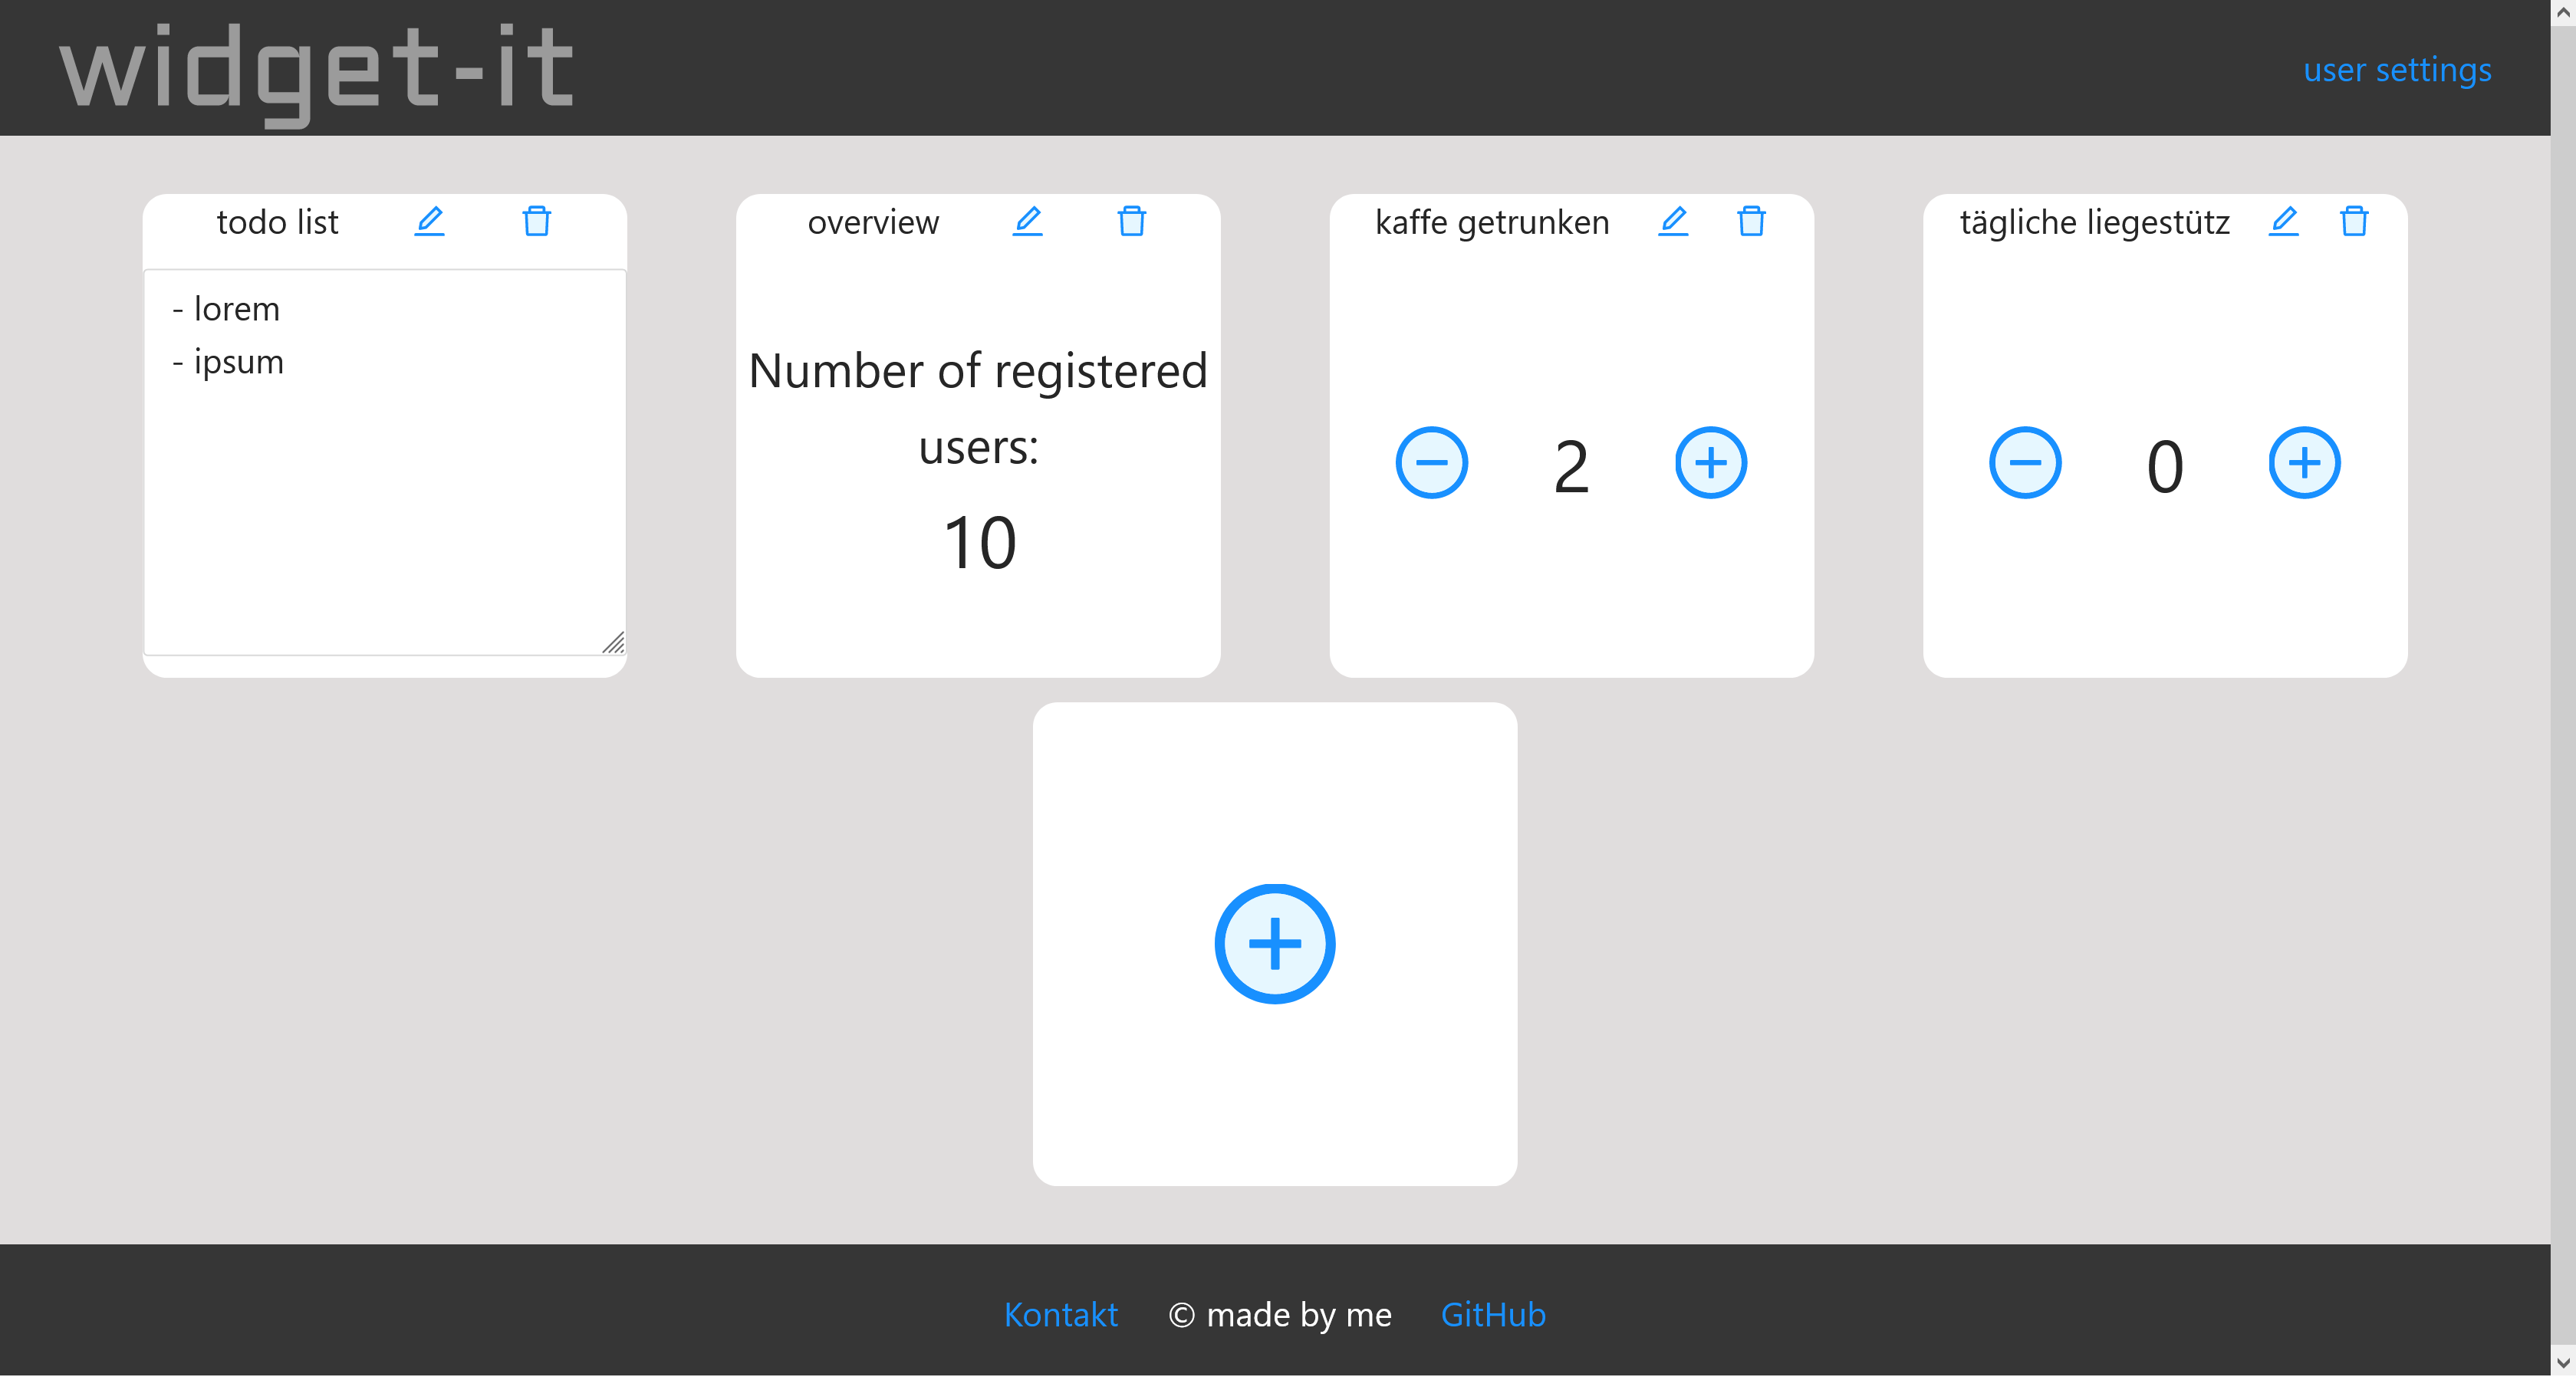 widget-it
user settings
todo list
- lorem
- ipsum
overview
Number of registered
users:
10
kaffe getrunken
2
tägliche liegestütz
0
Kontakt
© made by me
GitHub